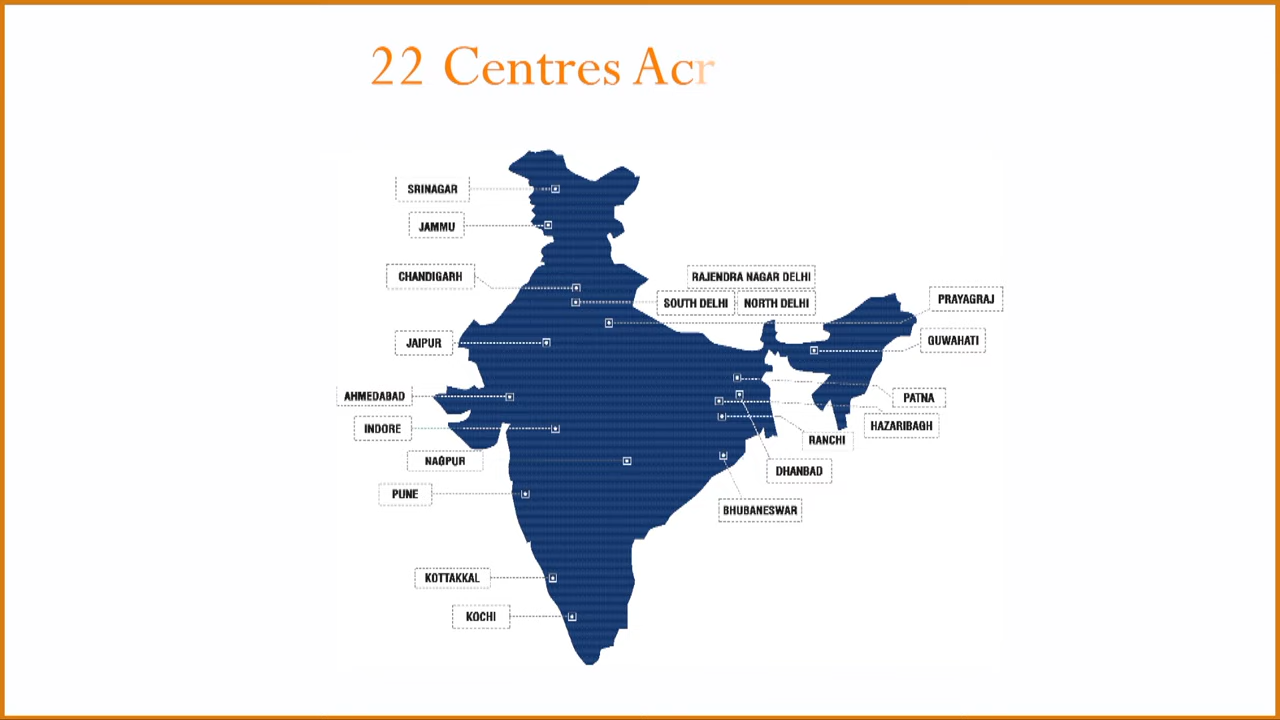 22 Centres Acr
SRINAGAR
JAMMU
CHANDIGARH
RAJENDRA NAGAR DELHI
SOUTH DELHI
NORTH DELHI
PRAYAGRAJ
GUWAHATI
JAIPUR
AHMEDABAD
PATNA
INDORE
HAZARIBAGH
RANCHI
NAGPUR
DHANBAD
PUNE
BHUBANESWAR
KOTTAKKAL
KOCHI